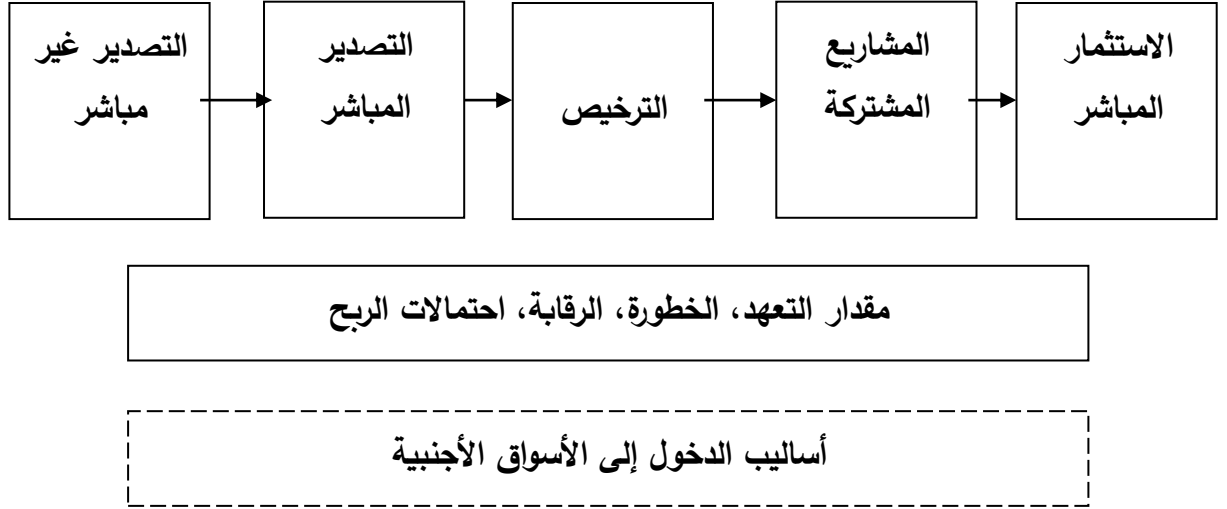 التصدير غير
مباشر
التصدير
المباشر
الترخيص
المشاريع
المشتركة
الاستثمار
المباشر
مقدار التعهد، الخطورة، الرقابة، احتمالات الربح
أساليب الدخول إلى الأسواق الأجنبية